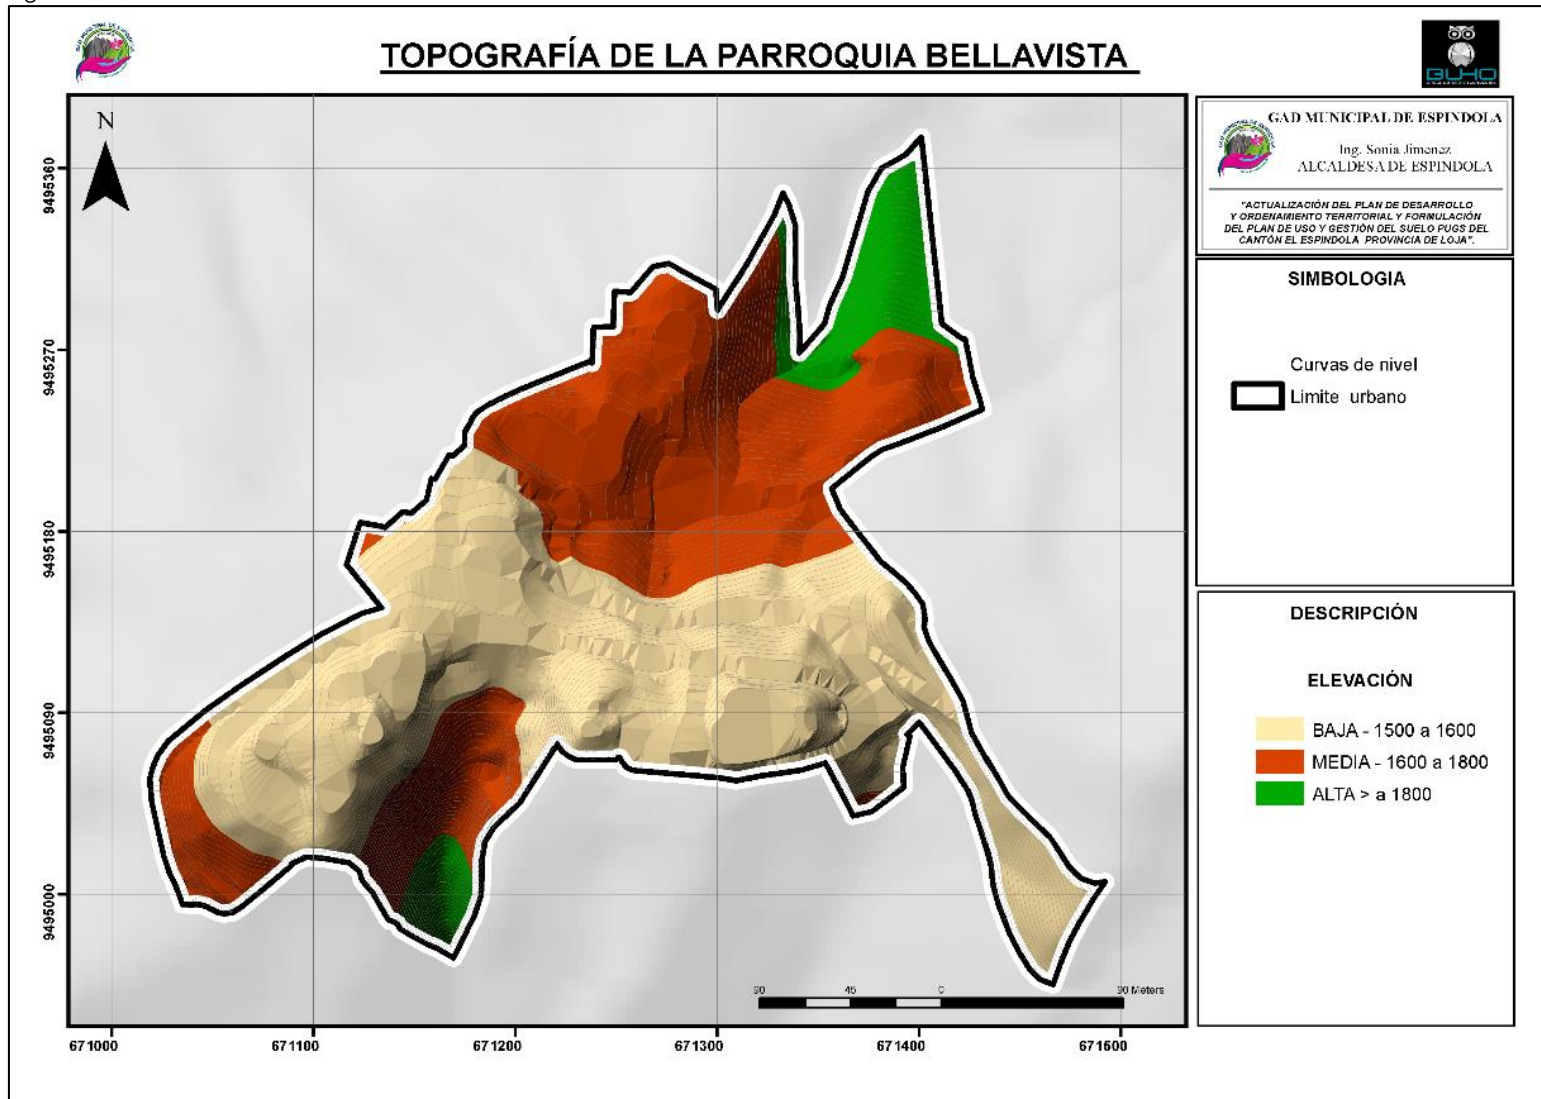 TOPOGRAFÍA DE LA PARROQUIA BELLAVISTA
BUHO
GAD MUNICIPAL DE ESPINDOLA
Ing. Sonia Jimenez
ALCALDESA DE ESPINDOLA
"ACTUALIZACIÓN DEL PLAN DE DESARROLLO
Y ORDENAMIENTO TERRITORIAL Y FORMULACIÓN
DEL PLAN DE USO Y GESTIÓN DEL SUELO PUGS DEL
CANTÓN EL ESPINDOLA PROVINCIA DE LOJA".
SIMBOLOGIA
Curvas de nivel
Limite urbano
DESCRIPCIÓN
ELEVACIÓN
BAJA - 1500 a 1600
MEDIA - 1600 a 1800
ALTA > a 1800
N
9495360
9495270
9495180
9495090
9495000
90 45 0 90 Meters
671000 671100 671200 671300 671400 671500